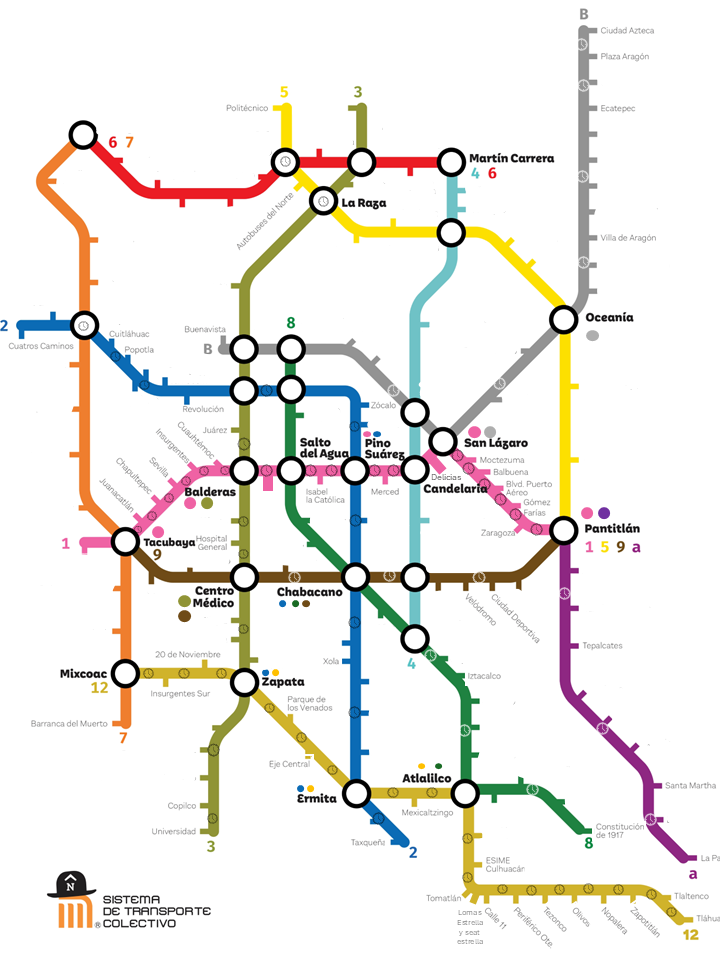 B
Ciudad Azteca
Plaza Aragón
Ecatepec
Villa de Aragón
Oceanía
5
3
Politécnico
6 7
Martín Carrera
4 6
La Raza
Autobuses del Norte
2
Cuatros Caminos
Cuitláhuac
Popotla
Revolución
Buenavista
B
8
Zócalo
Juárez
Cuauhtémoc
Insurgentes
Sevilla
Chapultepec
Juanacatlán
Salto
del Agua
Pino
Suárez
San Lázaro
Moctezuma
Balbuena
Blvd. Puerto
Aéreo
Gómez
Farías
Zaragoza
Balderas
Isabel
la Católica
Merced
Delicias
Candelaria
Pantitlán
1 5 9 a
1
Tacubaya
9
Hospital
General
Centro
Médico
Chabacano
Velódromo
Ciudad Deportiva
4
Mixcoac
12
20 de Noviembre
Insurgentes Sur
Zapata
Xola
Iztacalco
Tepalcates
Barranca del Muerto
7
Parque de
los Venados
Eje Central
Ermita
Atlalilco
Mexicaltzingo
Santa Martha
Copilco
Universidad
3
Taxqueña
2
Constitución
de 1917
8
La Pa
a
ESIME
Culhuacán
Tomatlán
Lomas
Estrella
y seat
estrella
Calle 11
Periférico Ote.
Tezonco
Olivos
Nopalera
Zapotitlán
Tlaltenco
Tláhua
12
N
SISTEMA
DE TRANSPORTE
COLECTIVO
®